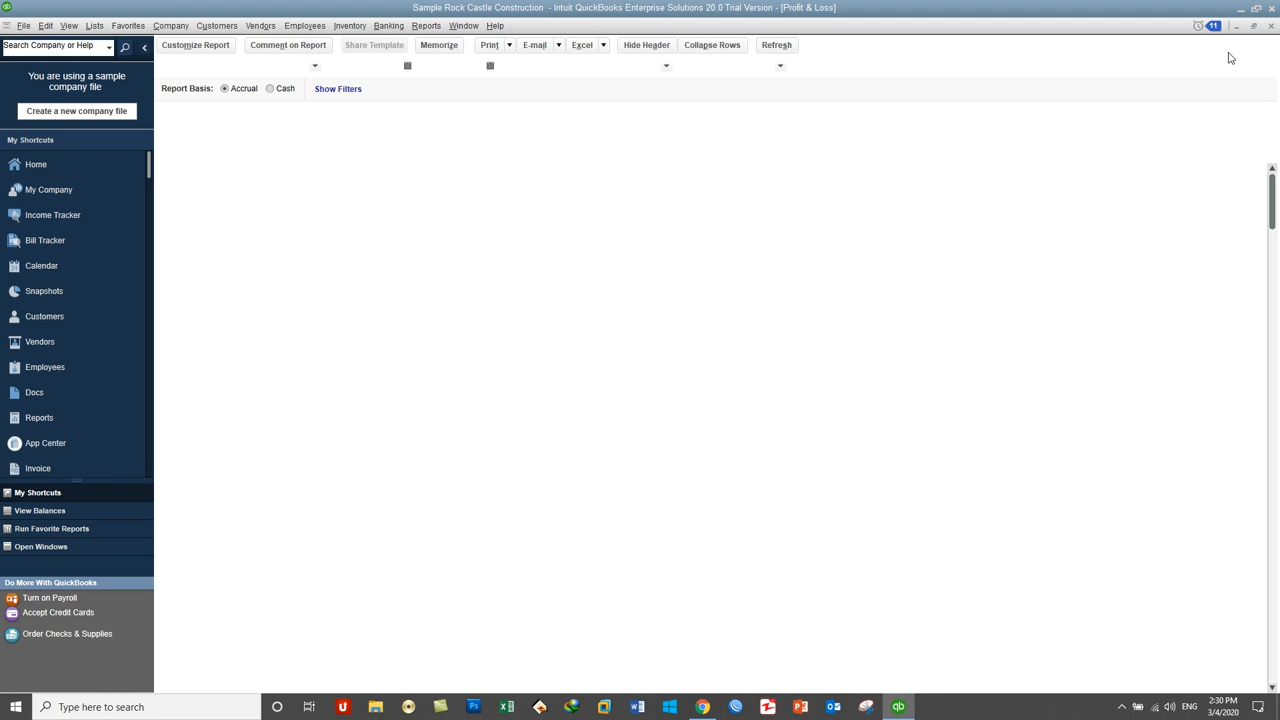 Sample Rock Castle Construction - Intuit QuickBooks Enterprise Solutions 20.0 Trial Version - [Profit & Loss]
File Edit View Lists Favorites Company Customers Vendors Employees Inventory Banking Reports Window Help
11
Search Company or Help
Customize Report Comment on Report Share Template Memorize Print E-mail Excel Hide Header Collapse Rows Refresh
You are using a sample
company file
Report Basis: Accrual Cash Show Filters
Create a new company file
My Shortcuts
Home
My Company
Income Tracker
Bill Tracker
Calendar
Snapshots
Customers
Vendors
Employees
Docs
Reports
App Center
Invoice
My Shortcuts
View Balances
Run Favorite Reports
Open Windows
Do More With QuickBooks
Turn on Payroll
Accept Credit Cards
Order Checks & Supplies
Type here to search
ENG
2:30 PM
3/4/2020